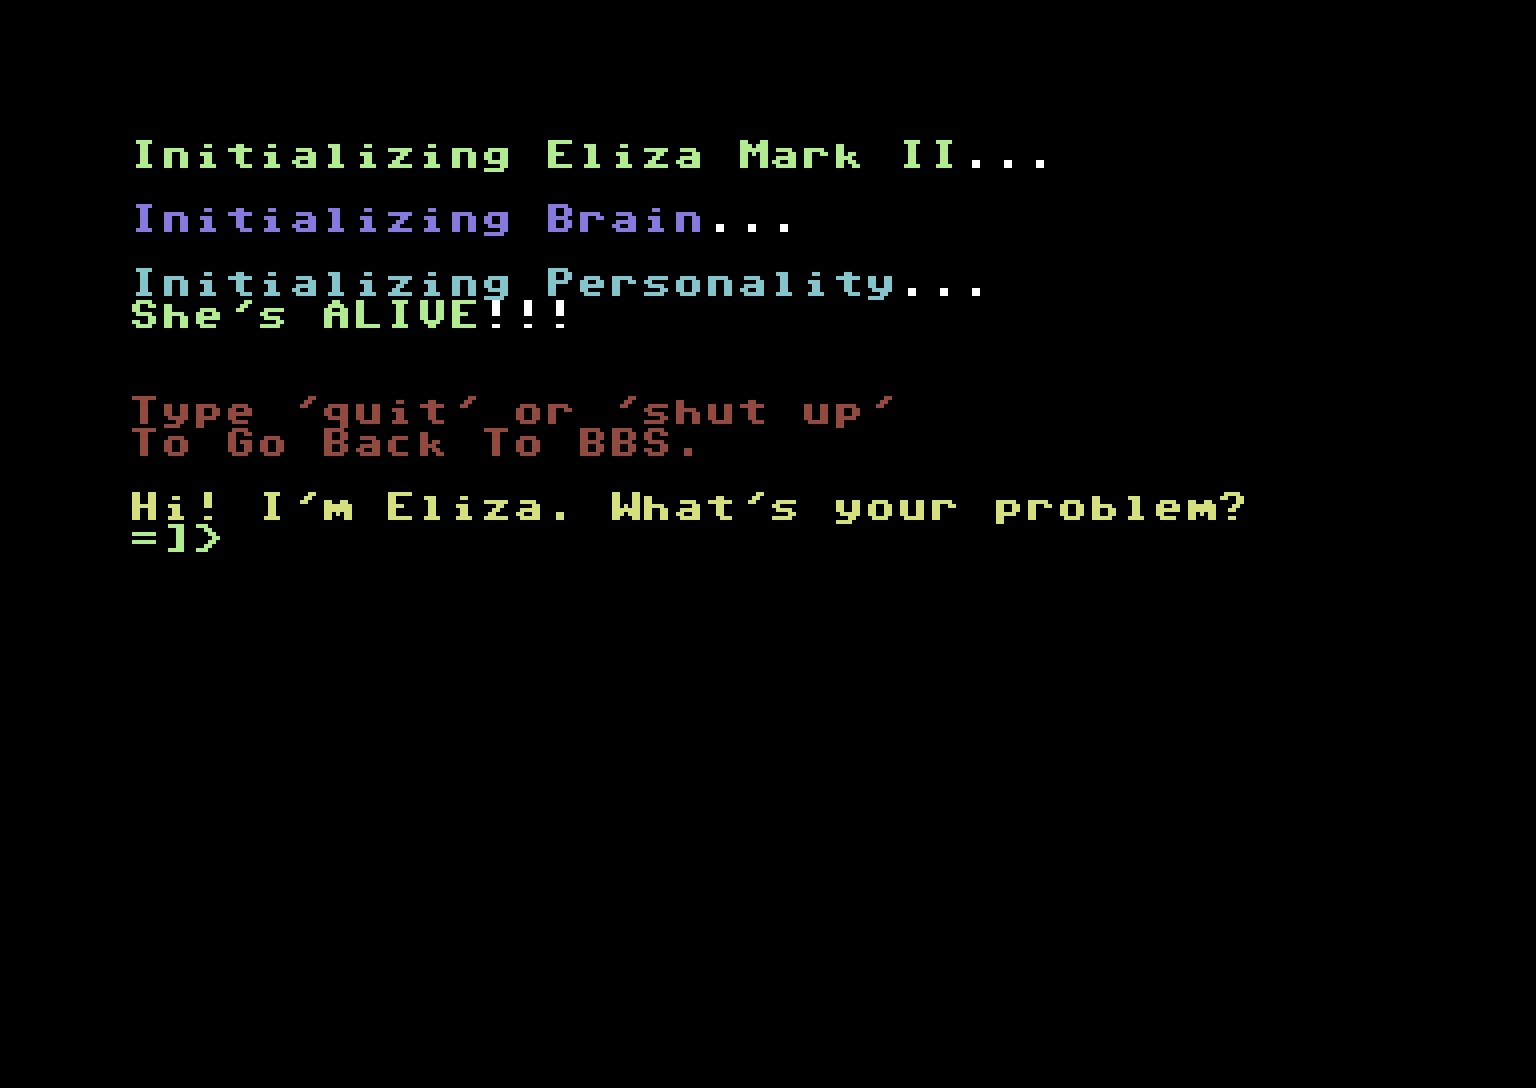 Initializing Eliza Mark II...
Initializing Brain...
Initializing Personality...
She's ALIVE!!!
Type 'quit' or 'shut up'
To Go Back To BBS.
Hi! I'm Eliza. What's your problem?
=]>